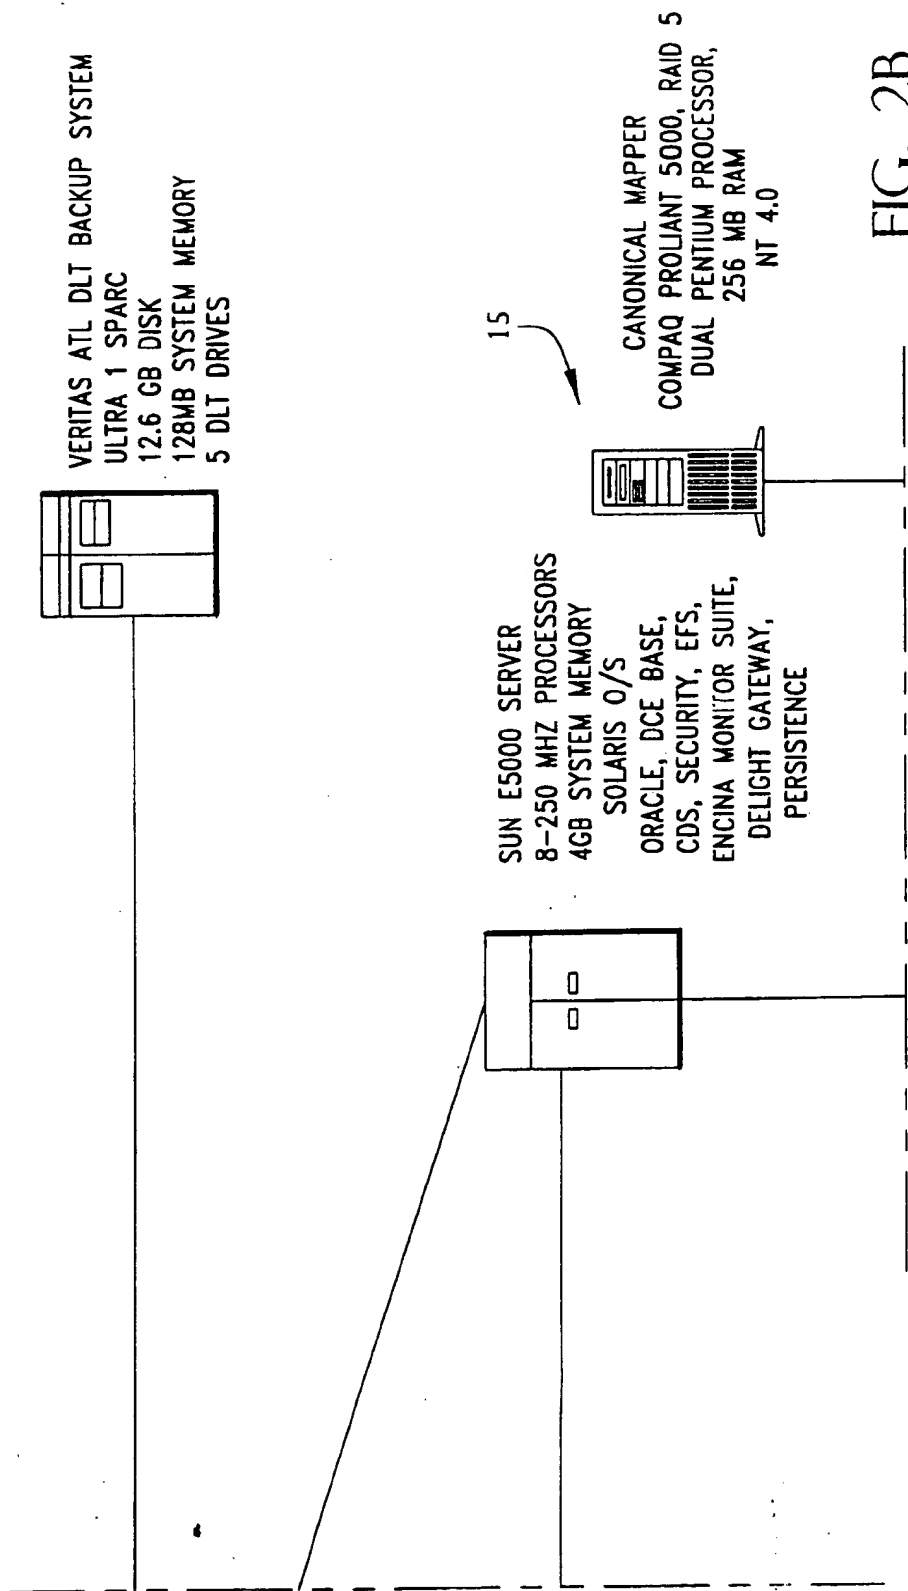 VERITAS ATL DLT BACKUP SYSTEM
ULTRA 1 SPARC
12.6 GB DISK
128MB SYSTEM MEMORY
5 DLT DRIVES
SUN E5000 SERVER
8-250 MHZ PROCESSORS
4GB SYSTEM MEMORY
SOLARIS O/S
ORACLE, DCE BASE,
CDS, SECURITY, EFS,
ENCINA MONITOR SUITE,
DELIGHT GATEWAY,
PERSISTENCE
15
CANONICAL MAPPER
COMPAQ PROLIANT 5000, RAID 5
DUAL PENTIUM PROCESSOR,
256 MB RAM
NT 4.0
FIG. 2B